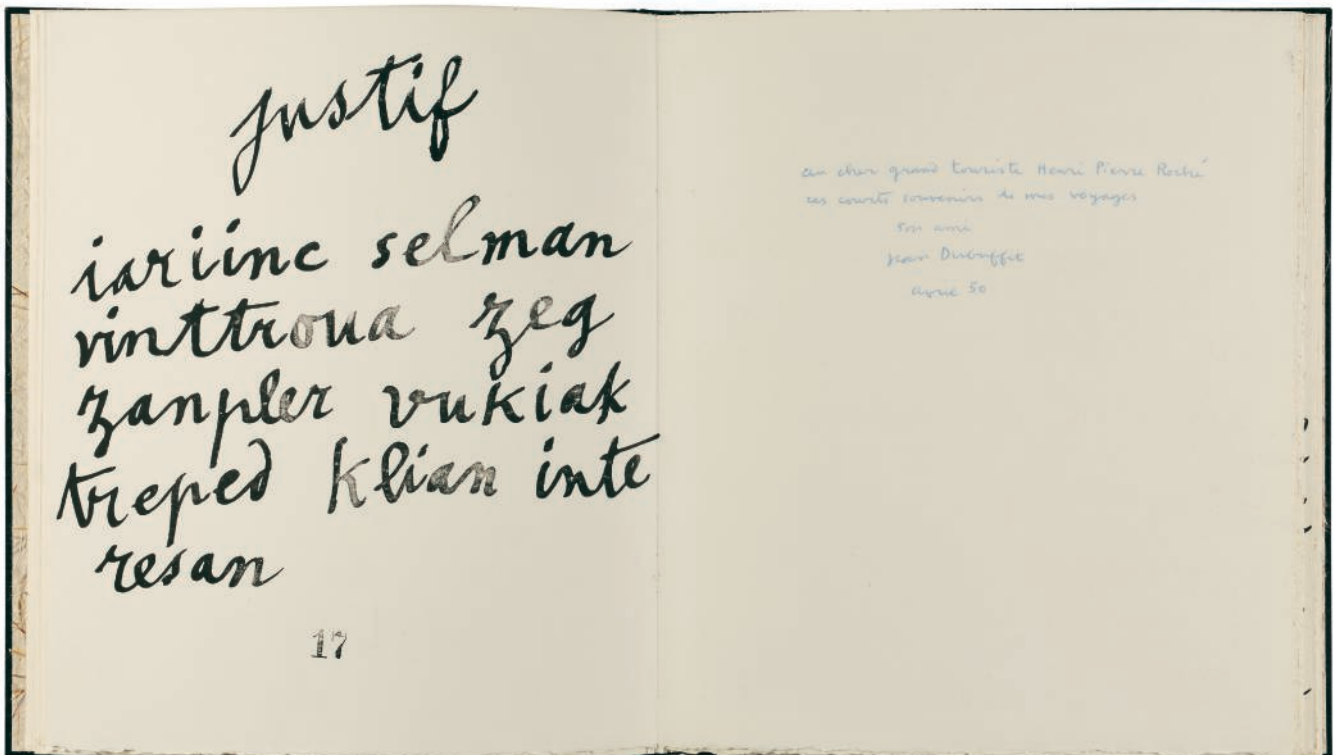 justif
iariinc selman
vinttroua zeg
zanpler vukiak
treped klian inte
resan
17
au cher grand touriste Henri Pierre Roché
ces courts souvenirs de mes voyages
son ami
Jean Dubuffet
avril 50